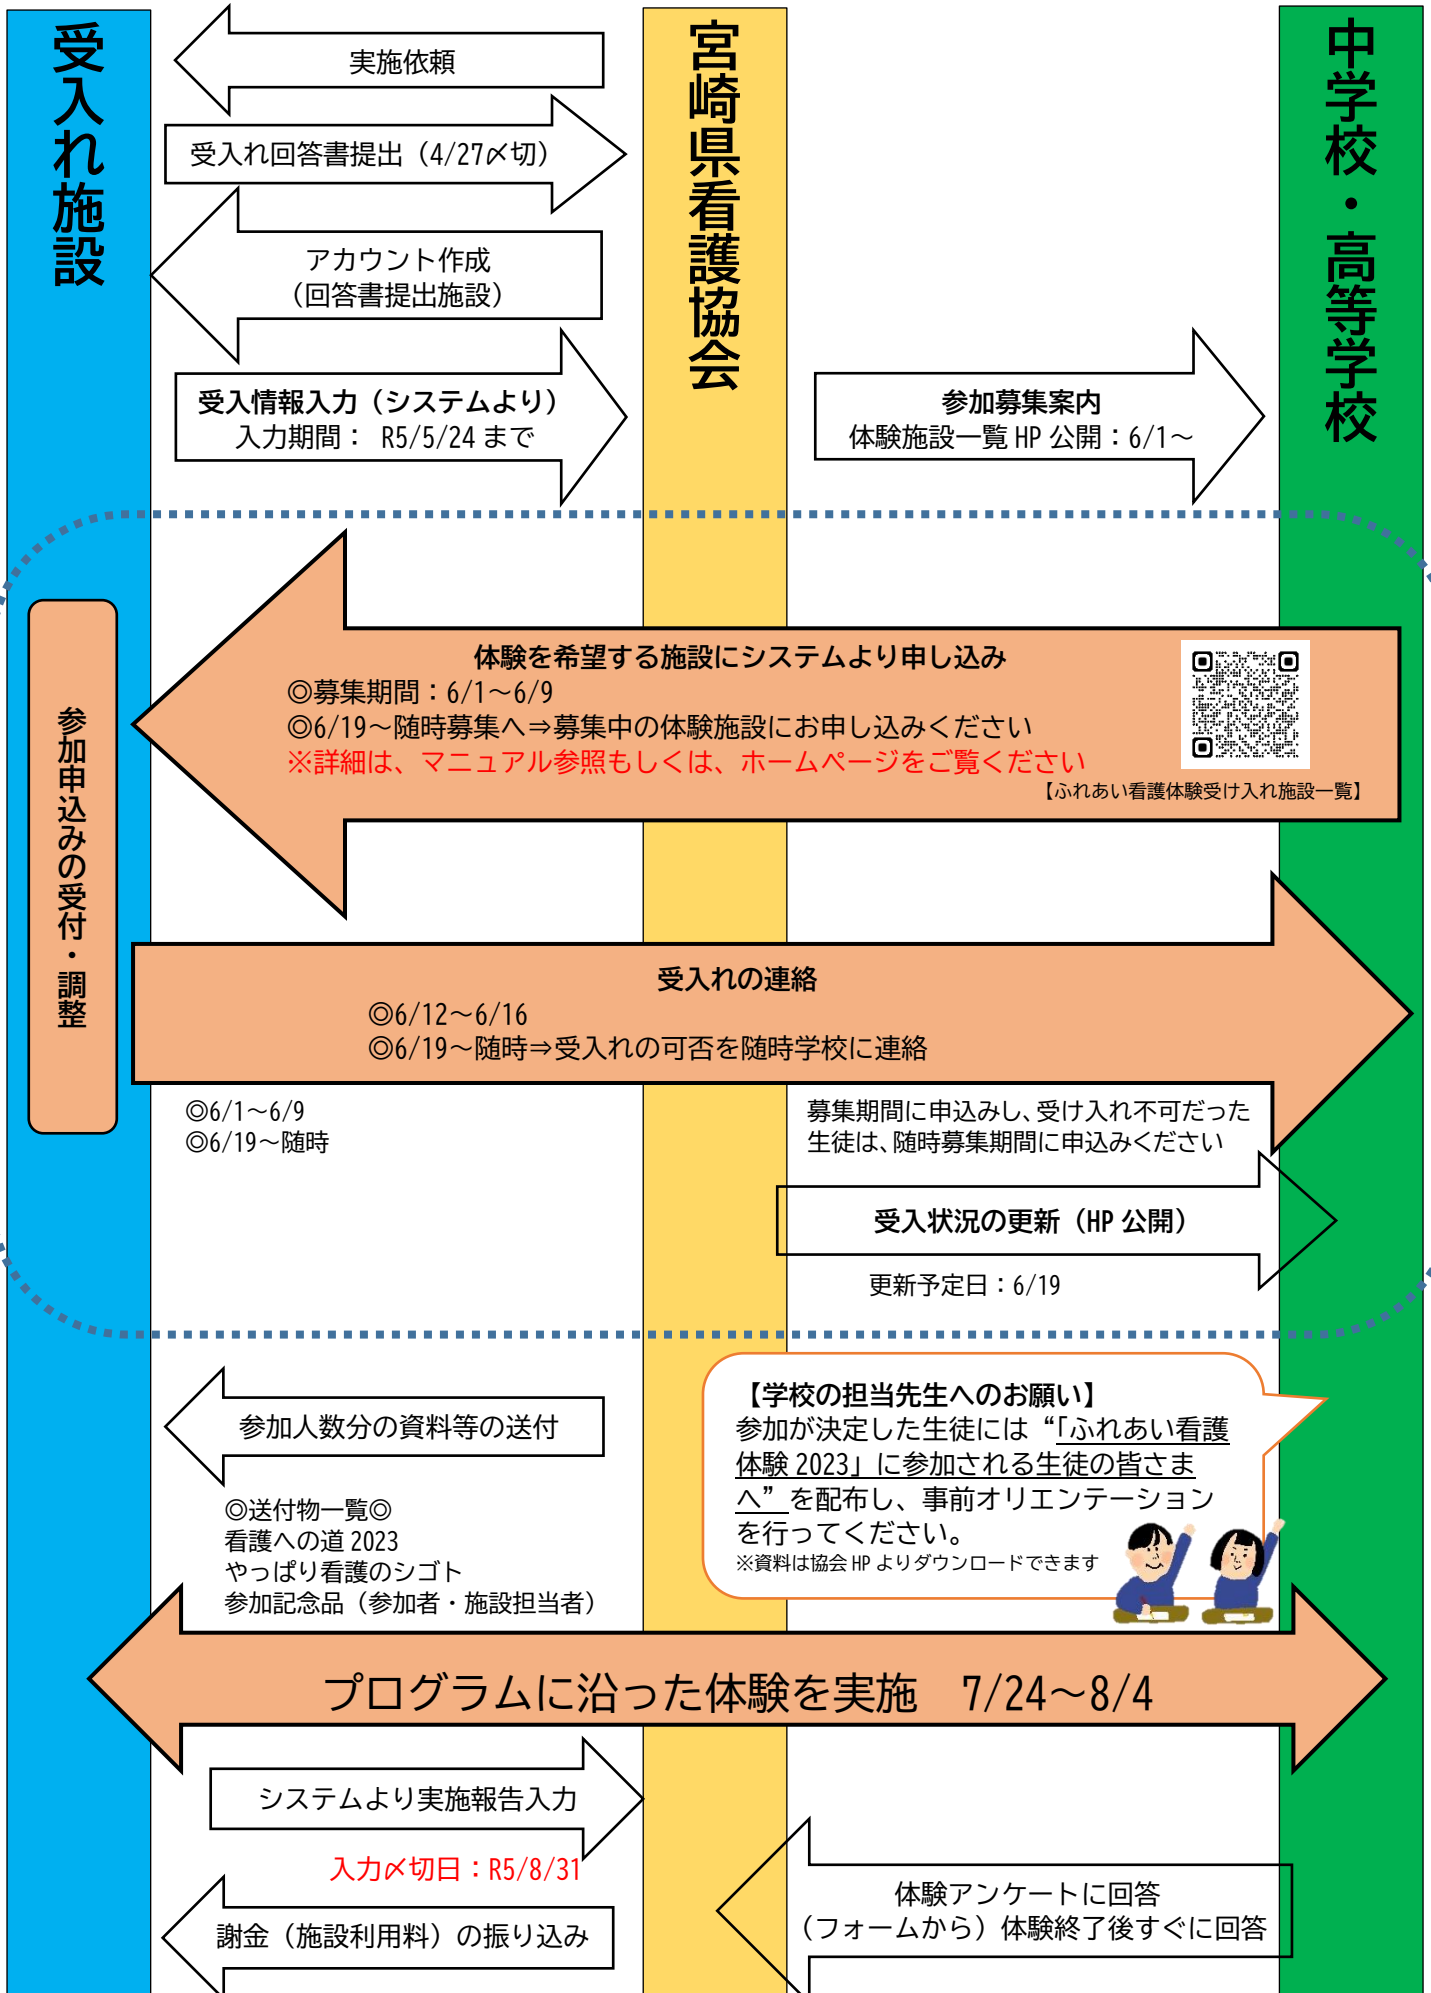 受入れ施設
宮崎県看護協会
中学校・高等学校
実施依頼
受入れ回答書提出（4/27〆切）
アカウント作成
（回答書提出施設）
受入情報入力（システムより）
入力期間： R5/5/24 まで
参加募集案内
体験施設一覧 HP 公開：6/1～
参加申込みの受付・調整
体験を希望する施設にシステムより申し込み
◎募集期間：6/1～6/9
◎6/19～随時募集へ⇒募集中の体験施設にお申し込みください
※詳細は、マニュアル参照もしくは、ホームページをご覧ください
【ふれあい看護体験受け入れ施設一覧】
受入れの連絡
◎6/12～6/16
◎6/19～随時⇒受入れの可否を随時学校に連絡
◎6/1～6/9
◎6/19～随時
募集期間に申込みし、受け入れ不可だった
生徒は、随時募集期間に申込みください
受入状況の更新（HP 公開）
更新予定日：6/19
参加人数分の資料等の送付
◎送付物一覧◎
看護への道 2023
やっぱり看護のシゴト
参加記念品（参加者・施設担当者）
【学校の担当先生へのお願い】
参加が決定した生徒には“「ふれあい看護
体験 2023」に参加される生徒の皆さま
へ”を配布し、事前オリエンテーション
を行ってください。
※資料は協会 HP よりダウンロードできます
プログラムに沿った体験を実施　7/24～8/4
システムより実施報告入力
入力〆切日：R5/8/31
謝金（施設利用料）の振り込み
体験アンケートに回答
（フォームから）体験終了後すぐに回答